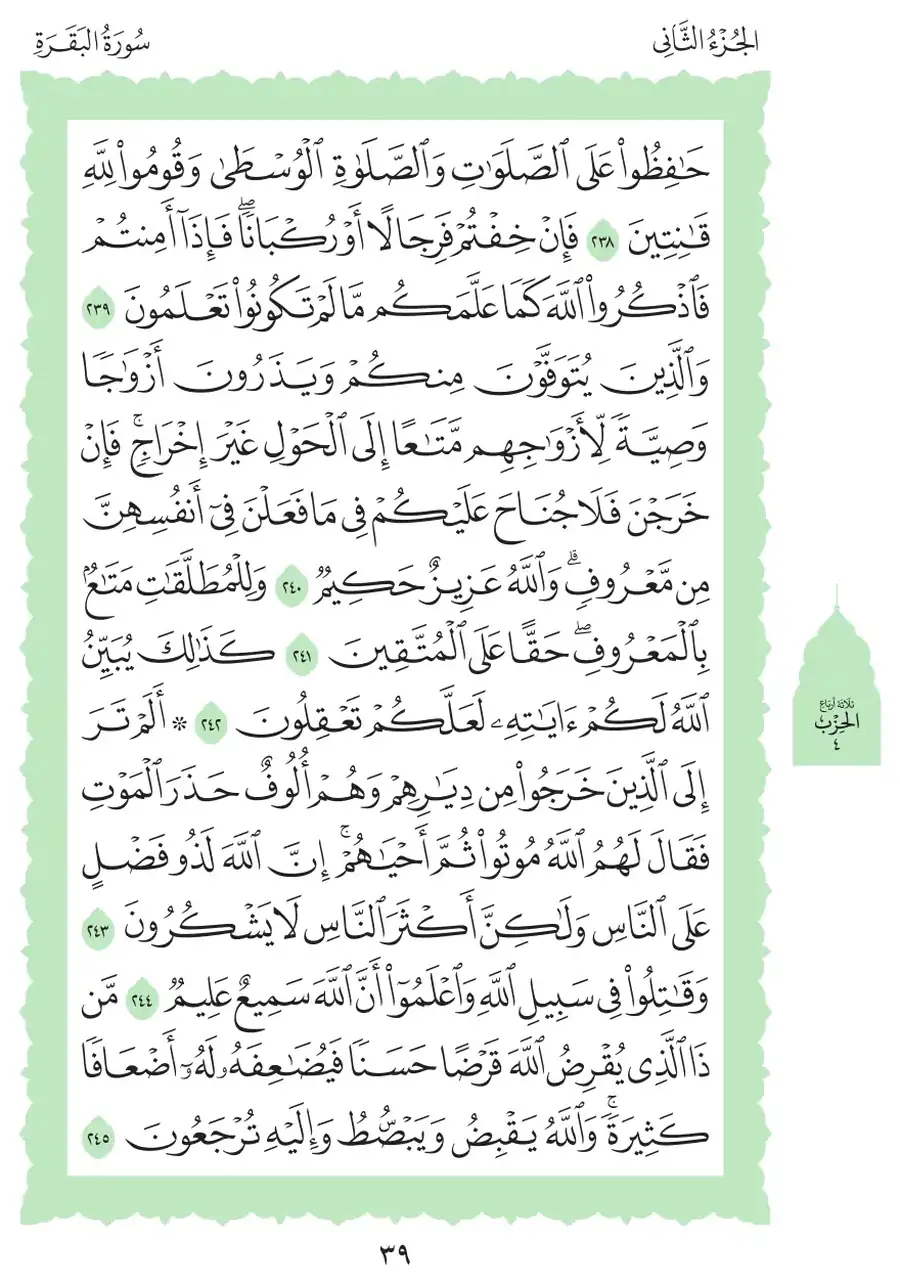 الجُزْءُ الثَّانِي
سُورَةُ البَقَرَةِ
حَٰفِظُوا۟ عَلَى ٱلصَّلَوَٰتِ وَٱلصَّلَوٰةِ ٱلْوُسْطَىٰ وَقُومُوا۟ لِلَّهِ
قَٰنِتِينَ ٢٣٨ فَإِنْ خِفْتُمْ فَرِجَالًا أَوْ رُكْبَانًاۖ فَإِذَآ أَمِنتُمْ
فَٱذْكُرُوا۟ ٱللَّهَ كَمَا عَلَّمَكُم مَّا لَمْ تَكُونُوا۟ تَعْلَمُونَ ٢٣٩
وَٱلَّذِينَ يُتَوَفَّوْنَ مِنكُمْ وَيَذَرُونَ أَزْوَٰجًا
وَصِيَّةً لِّأَزْوَٰجِهِم مَّتَٰعًا إِلَى ٱلْحَوْلِ غَيْرَ إِخْرَاجٍۚ فَإِنْ
خَرَجْنَ فَلَا جُنَاحَ عَلَيْكُمْ فِى مَا فَعَلْنَ فِىٓ أَنفُسِهِنَّ
مِن مَّعْرُوفٍۗ وَٱللَّهُ عَزِيزٌ حَكِيمٌ ٢٤٠ وَلِلْمُطَلَّقَٰتِ مَتَٰعٌۢ
بِٱلْمَعْرُوفِۖ حَقًّا عَلَى ٱلْمُتَّقِينَ ٢٤١ كَذَٰلِكَ يُبَيِّنُ
ٱللَّهُ لَكُمْ ءَايَٰتِهِۦ لَعَلَّكُمْ تَعْقِلُونَ ٢٤٢ * أَلَمْ تَرَ
إِلَى ٱلَّذِينَ خَرَجُوا۟ مِن دِيَٰرِهِمْ وَهُمْ أُلُوفٌ حَذَرَ ٱلْمَوْتِ
فَقَالَ لَهُمُ ٱللَّهُ مُوتُوا۟ ثُمَّ أَحْيَٰهُمْۚ إِنَّ ٱللَّهَ لَذُو فَضْلٍ
عَلَى ٱلنَّاسِ وَلَٰكِنَّ أَكْثَرَ ٱلنَّاسِ لَا يَشْكُرُونَ ٢٤٣
وَقَٰتِلُوا۟ فِى سَبِيلِ ٱللَّهِ وَٱعْلَمُوٓا۟ أَنَّ ٱللَّهَ سَمِيعٌ عَلِيمٌ ٢٤٤ مَّن
ذَا ٱلَّذِى يُقْرِضُ ٱللَّهَ قَرْضًا حَسَنًا فَيُضَٰعِفَهُۥ لَهُۥٓ أَضْعَافًا
كَثِيرَةًۚ وَٱللَّهُ يَقْبِضُ وَيَبْصُۜطُ وَإِلَيْهِ تُرْجَعُونَ ٢٤٥
ثلاثة أرباع
الحِزْب
٤
٣٩